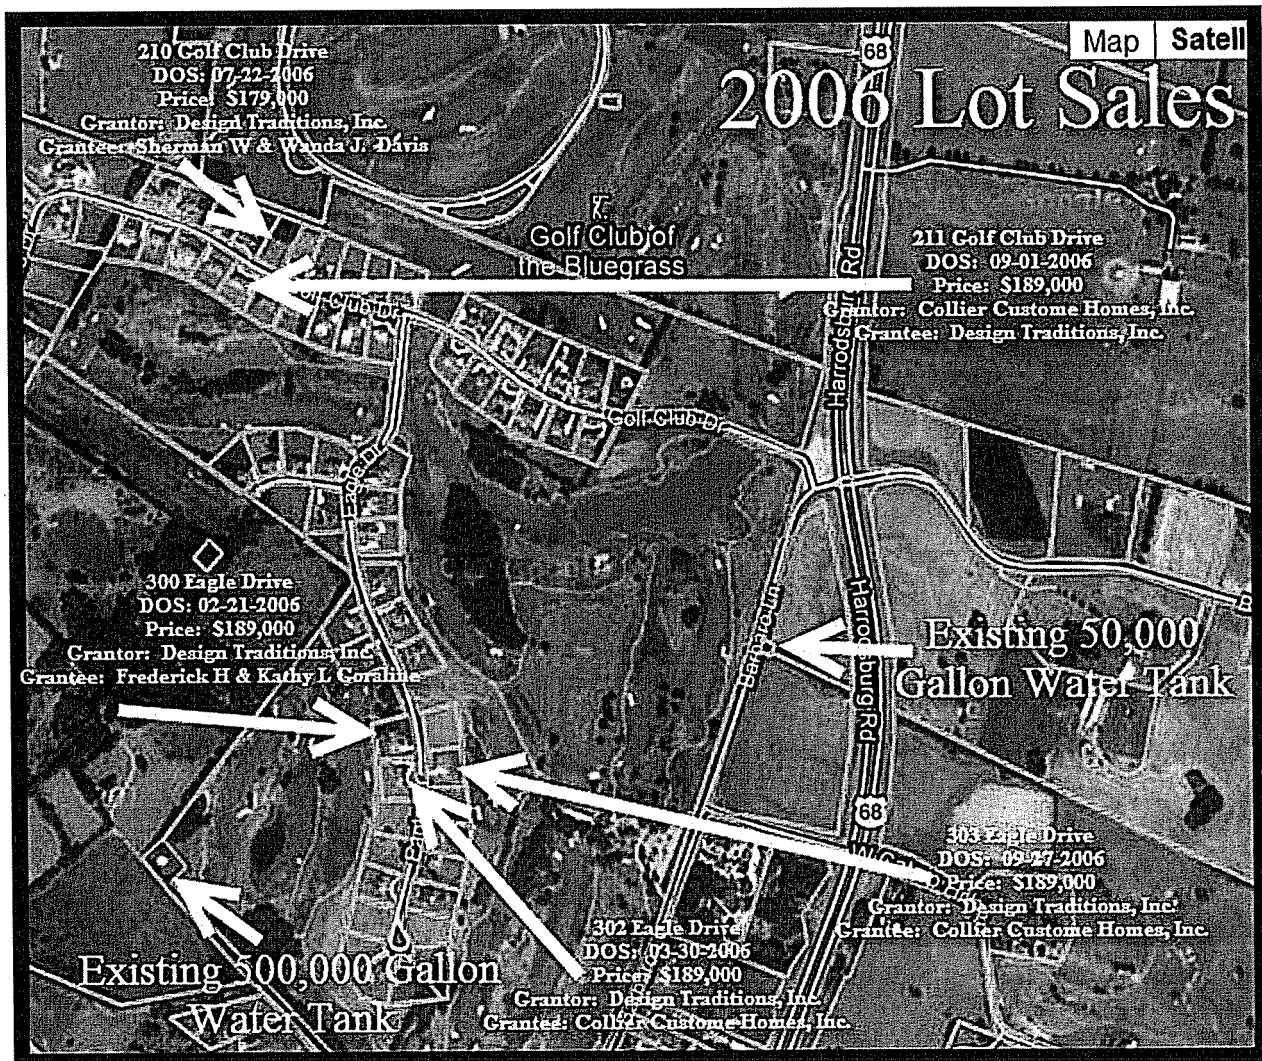 Map
Satell
68
2006 Lot Sales
210 Golf Club Drive
DOS: 07-22-2006
Price: $179,000
Grantor: Design Traditions, Inc.
Grantee: Sherman W & Wanda J. Davis
Golf Club of
the Bluegrass
211 Golf Club Drive
DOS: 09-01-2006
Price: $189,000
Grantor: Collier Custome Homes, Inc.
Grantee: Design Traditions, Inc.
Harrodsburg Rd
Golf Club Dr
Golf Club Dr
Eagle Dr
300 Eagle Drive
DOS: 02-21-2006
Price: $189,000
Grantor: Design Traditions, Inc.
Grantee: Frederick H & Kathy L Goraline
Harrodsburg Rd
Existing 50,000
Gallon Water Tank
68
303 Eagle Drive
DOS: 09-27-2006
Price: $189,000
Grantor: Design Traditions, Inc.
Grantee: Collier Custome Homes, Inc.
302 Eagle Drive
DOS: 03-30-2006
Price: $189,000
Grantor: Design Traditions, Inc.
Grantee: Collier Custome Homes, Inc.
Existing 500,000 Gallon
Water Tank